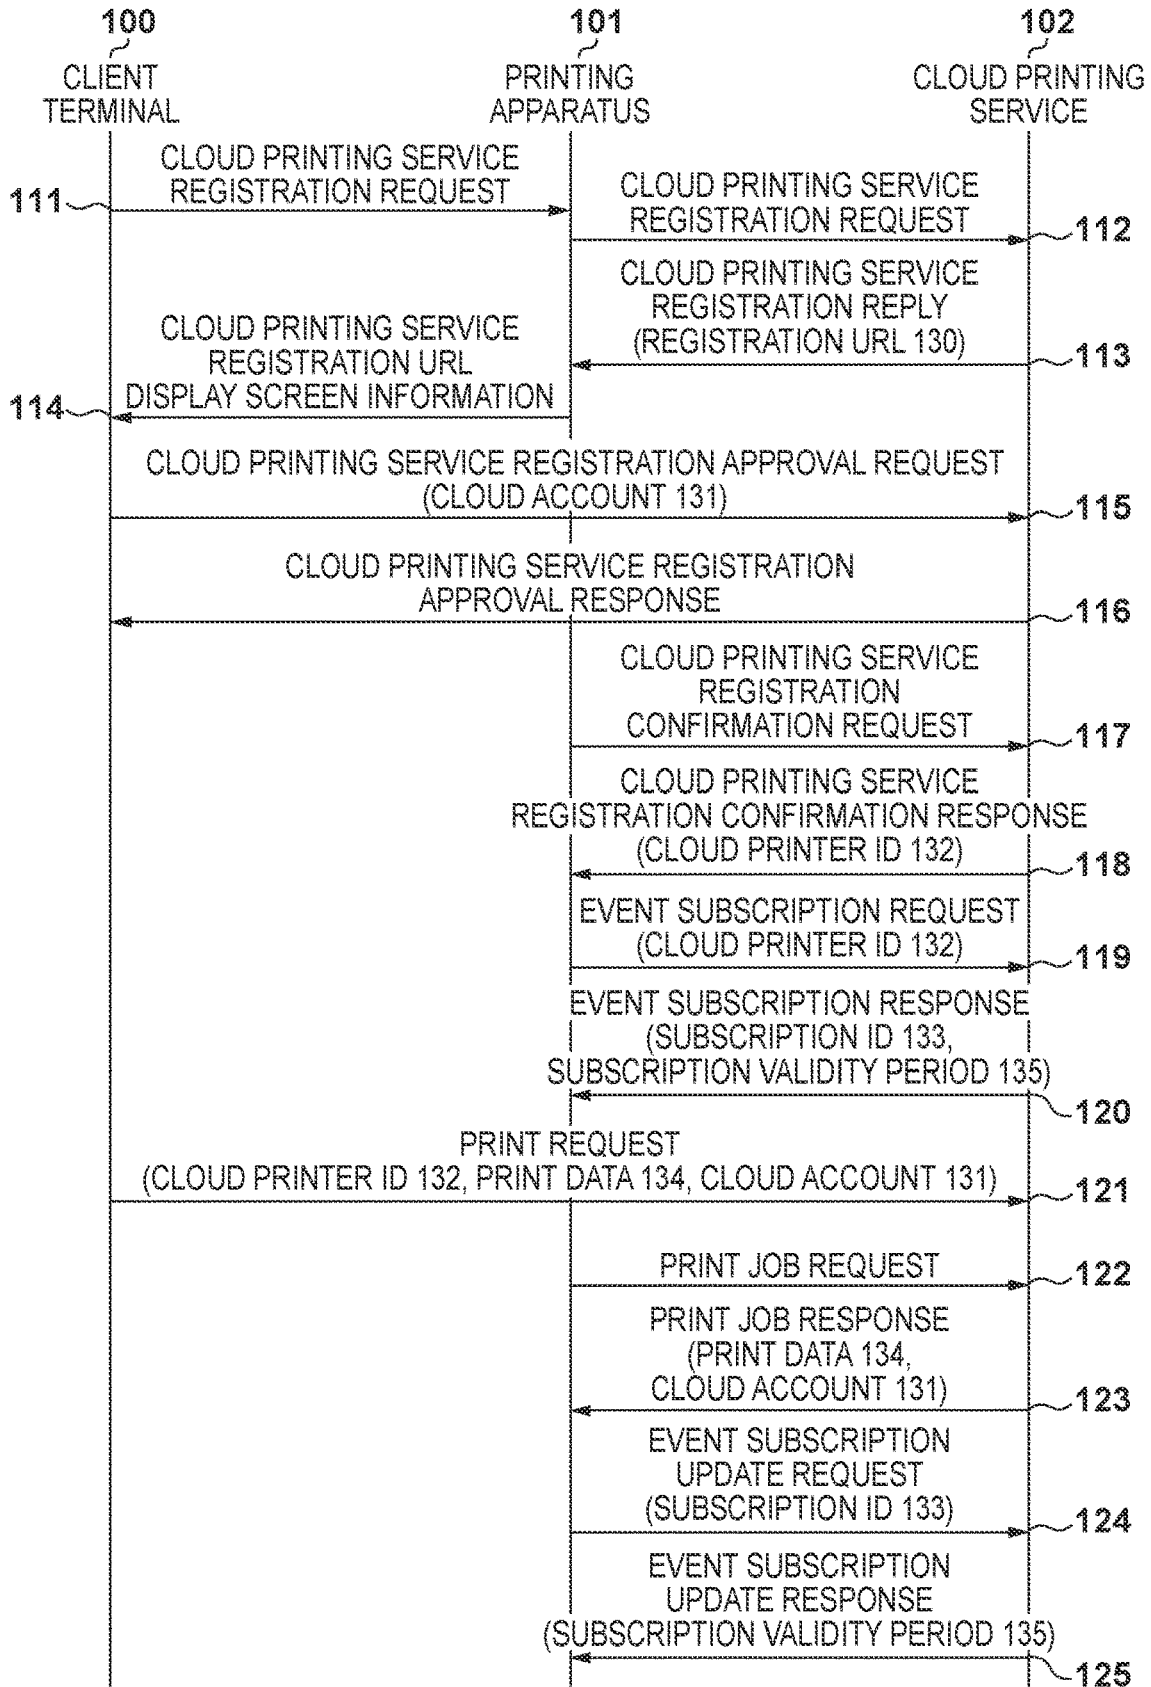 100
101
102
CLIENT
TERMINAL
PRINTING
APPARATUS
CLOUD PRINTING
SERVICE
CLOUD PRINTING SERVICE
REGISTRATION REQUEST
111
CLOUD PRINTING SERVICE
REGISTRATION REQUEST
112
CLOUD PRINTING SERVICE
REGISTRATION REPLY
(REGISTRATION URL 130)
113
CLOUD PRINTING SERVICE
REGISTRATION URL
DISPLAY SCREEN INFORMATION
114
CLOUD PRINTING SERVICE REGISTRATION APPROVAL REQUEST
(CLOUD ACCOUNT 131)
115
CLOUD PRINTING SERVICE REGISTRATION
APPROVAL RESPONSE
116
CLOUD PRINTING SERVICE
REGISTRATION
CONFIRMATION REQUEST
117
CLOUD PRINTING SERVICE
REGISTRATION CONFIRMATION RESPONSE
(CLOUD PRINTER ID 132)
118
EVENT SUBSCRIPTION REQUEST
(CLOUD PRINTER ID 132)
119
EVENT SUBSCRIPTION RESPONSE
(SUBSCRIPTION ID 133,
SUBSCRIPTION VALIDITY PERIOD 135)
120
PRINT REQUEST
(CLOUD PRINTER ID 132, PRINT DATA 134, CLOUD ACCOUNT 131)
121
PRINT JOB REQUEST
122
PRINT JOB RESPONSE
(PRINT DATA 134,
CLOUD ACCOUNT 131)
123
EVENT SUBSCRIPTION
UPDATE REQUEST
(SUBSCRIPTION ID 133)
124
EVENT SUBSCRIPTION
UPDATE RESPONSE
(SUBSCRIPTION VALIDITY PERIOD 135)
125